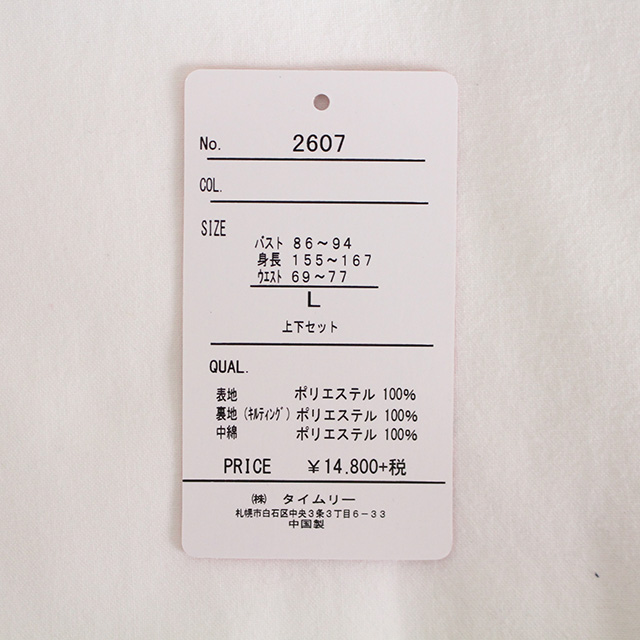 No. 2607
COL.
SIZE
バスト 86～94
身長 155～167
ウエスト 69～77
L
上下セット
QUAL.
表地 ポリエステル 100%
裏地 (キルティング) ポリエステル 100%
中綿 ポリエステル 100%
PRICE ￥14.800+税
㈱ タイムリー
札幌市白石区中央3条3丁目6－33
中国製